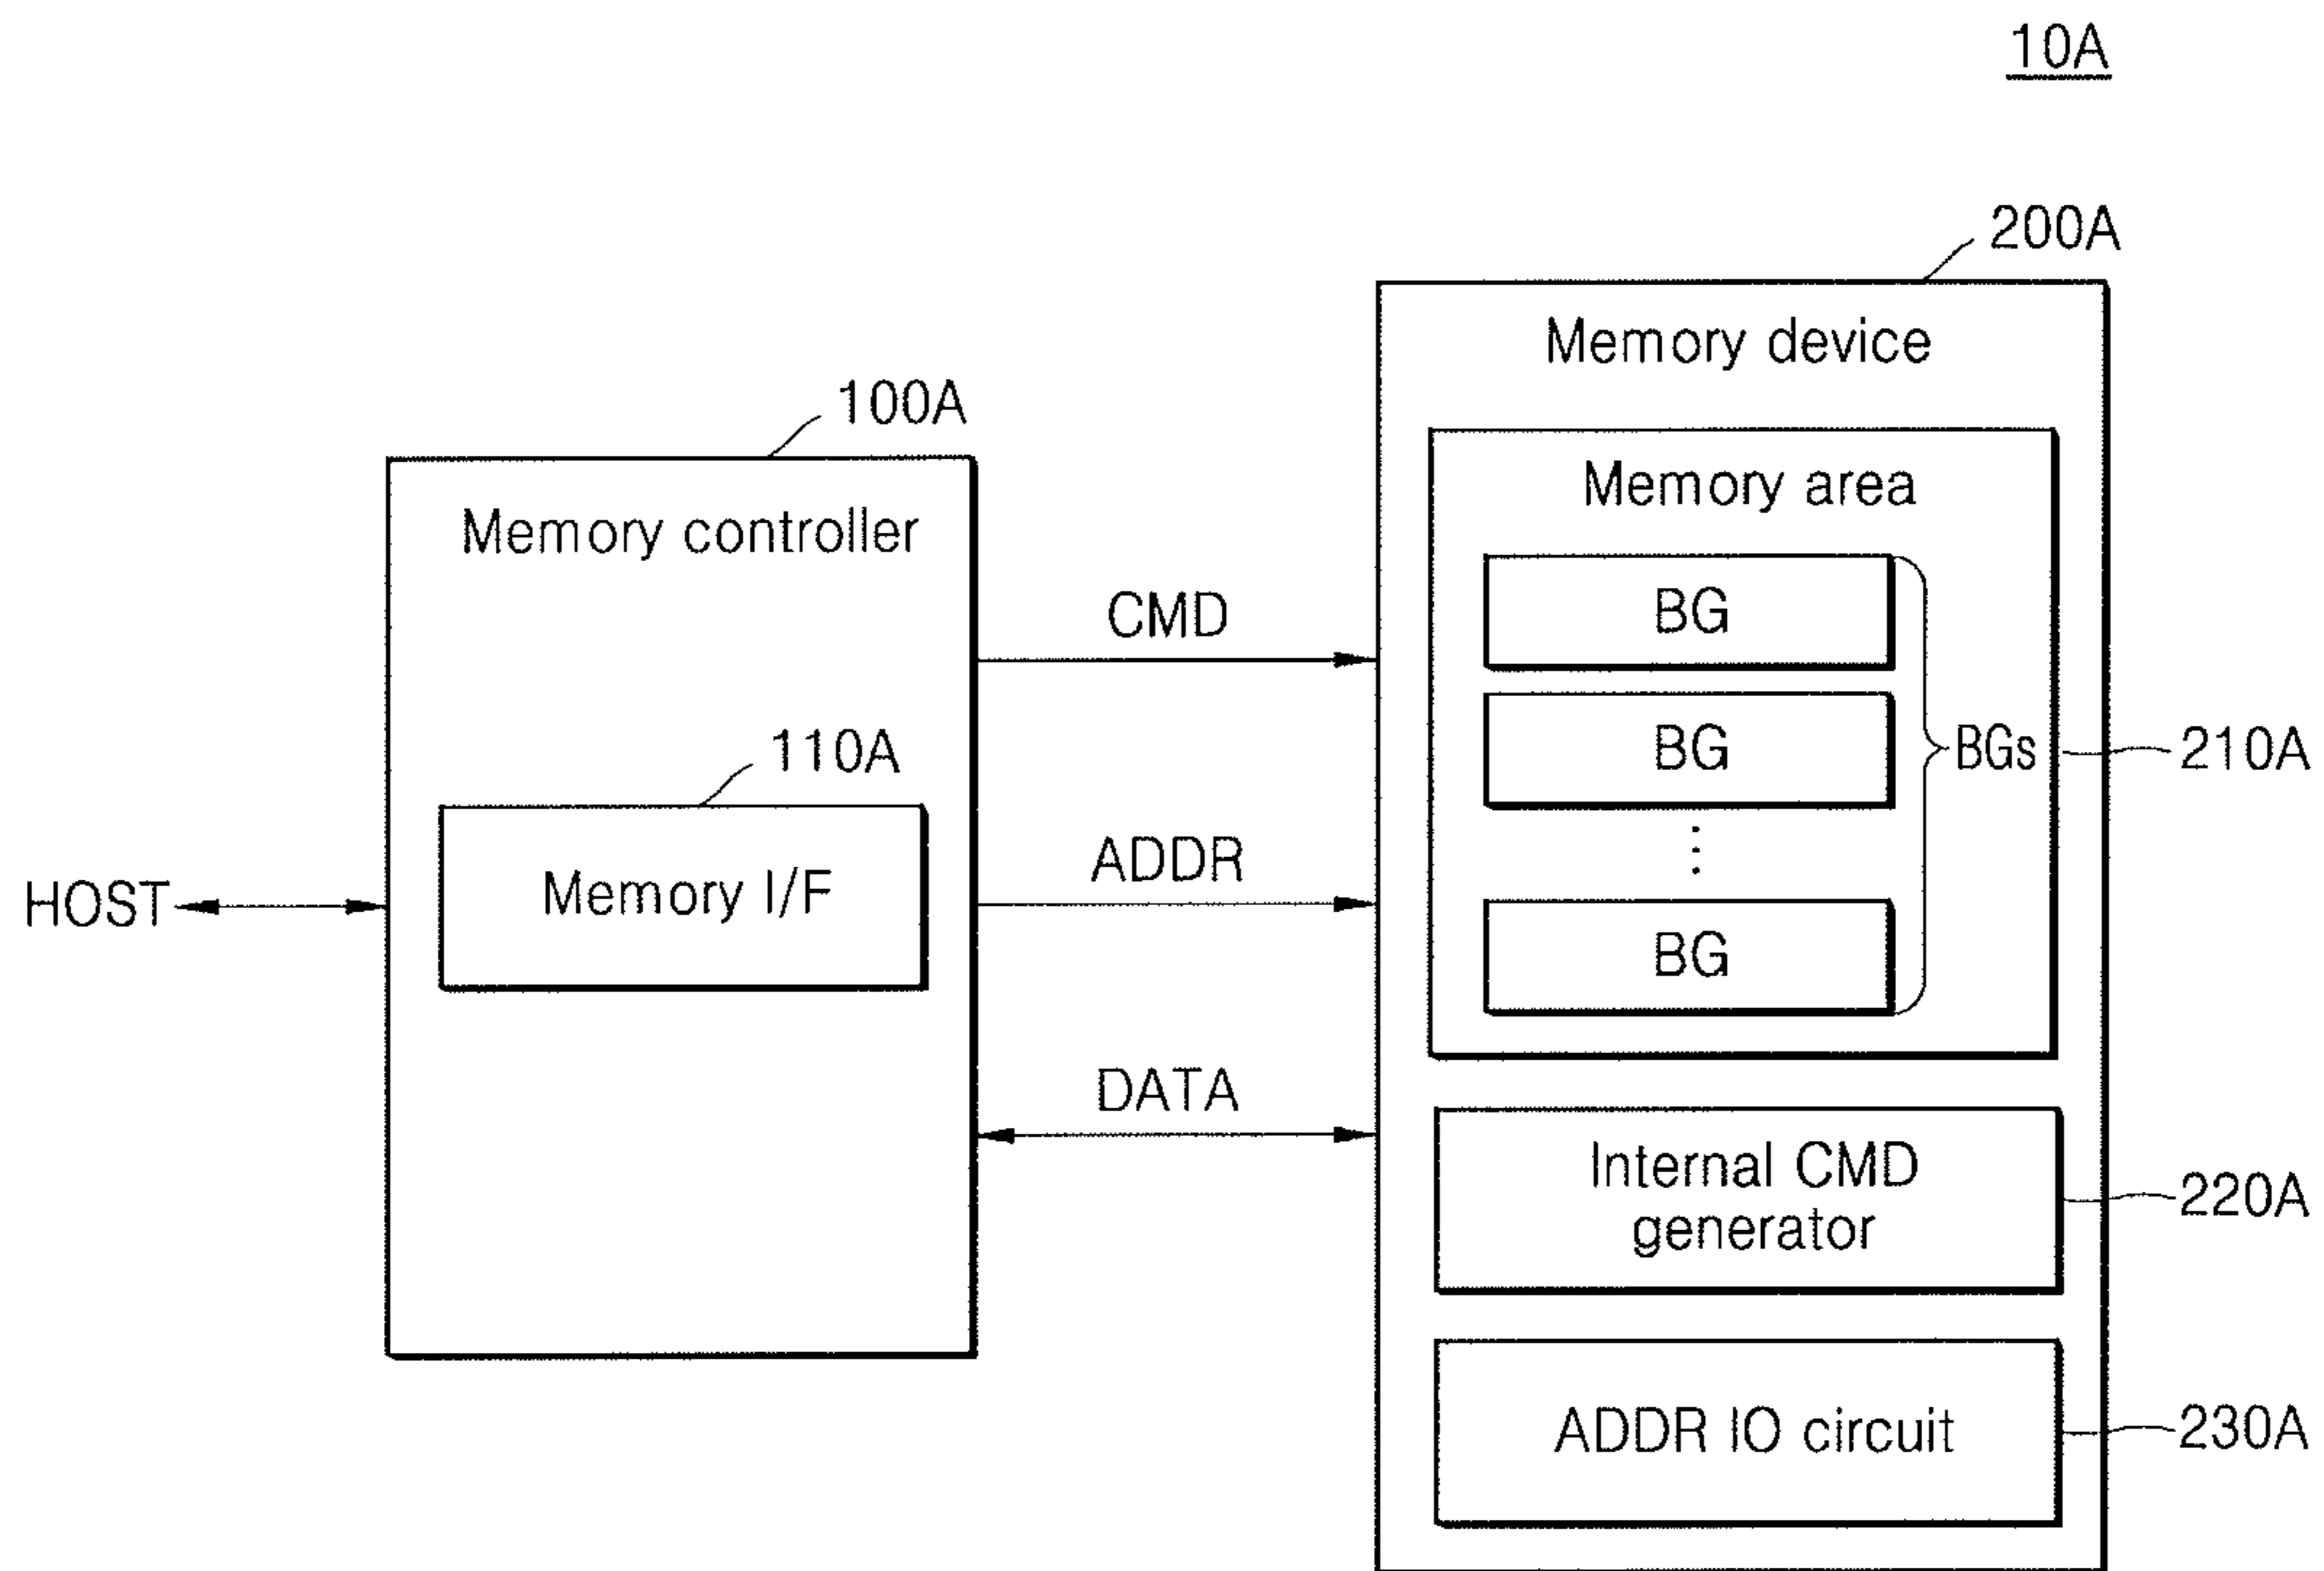 10A
200A
Memory device
100A
Memory area
Memory controller
BG
CMD
BG
BGs
210A
110A
ADDR
Memory I/F
HOST
BG
DATA
Internal CMD
generator
220A
ADDR IO circuit
230A